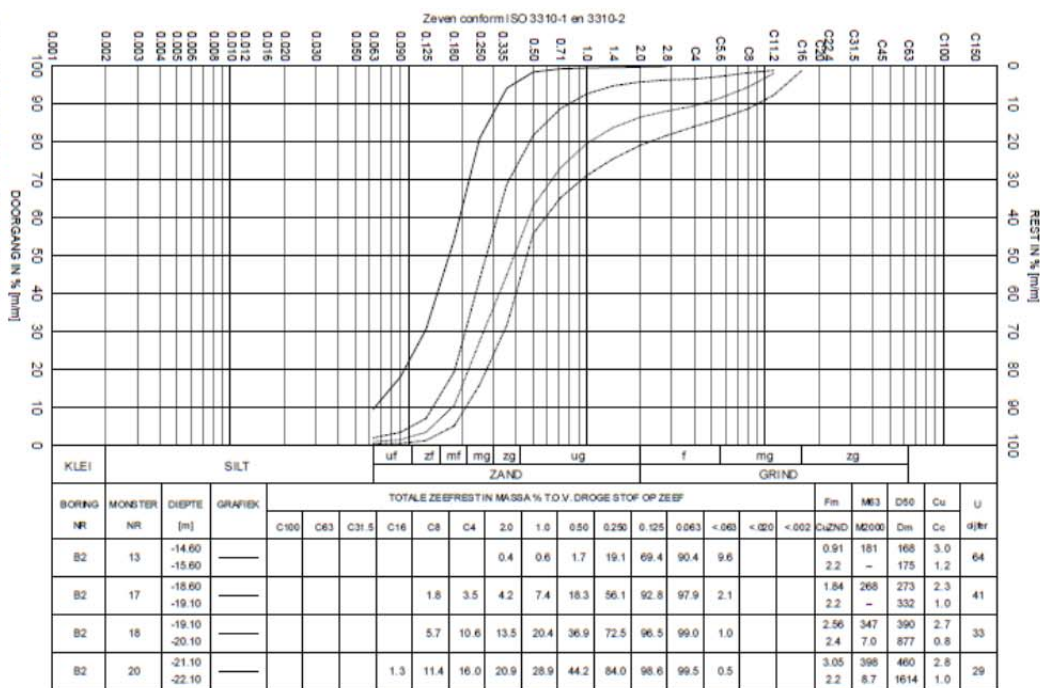 Zeven conform ISO 3310-1 en 3310-2
0.001 0.002 0.003 0.004 0.005 0.006 0.008 0.010 0.012 0.016 0.020 0.030 0.050 0.063 0.090 0.125 0.180 0.250 0.335 0.50 0.71 1.0 1.4 2.0 2.8 C4 C5.6 C8 C11.2 C16 C22.4 C31.5 C45 C63 C100 C150
100 90 80 70 60 50 40 30 20 10 0
DOORGANG IN % [m/m]
0 10 20 30 40 50 60 70 80 90 100
REST IN % [m/m]
KLEI SILT uf zf mf mg zg ug f mg zg
ZAND GRIND
BORING MONSTER DIEPTE GRAFIEK TOTALE ZEEFREST IN MASSA % T.O.V. DROGE STOF OP ZEEF Fm M63 D50 Cu U
NR NR [m] C100 C63 C31.5 C16 C8 C4 2.0 1.0 0.50 0.250 0.125 0.063 <.063 <.020 <.002 CuZND M2000 Dm Cc cijfer
B2 13 -14.60 0.4 0.6 1.7 19.1 69.4 90.4 9.6 0.91 181 168 3.0 64
-15.60 2.2 – 175 1.2
B2 17 -18.60 1.8 3.5 4.2 7.4 18.3 56.1 92.8 97.9 2.1 1.84 268 273 2.3 41
-19.10 2.2 – 332 1.0
B2 18 -19.10 5.7 10.6 13.5 20.4 36.9 72.5 96.5 99.0 1.0 2.56 347 390 2.7 33
-20.10 2.4 7.0 877 0.8
B2 20 -21.10 1.3 11.4 16.0 20.9 28.9 44.2 84.0 98.6 99.5 0.5 3.05 398 460 2.8 29
-22.10 2.2 8.7 1614 1.0